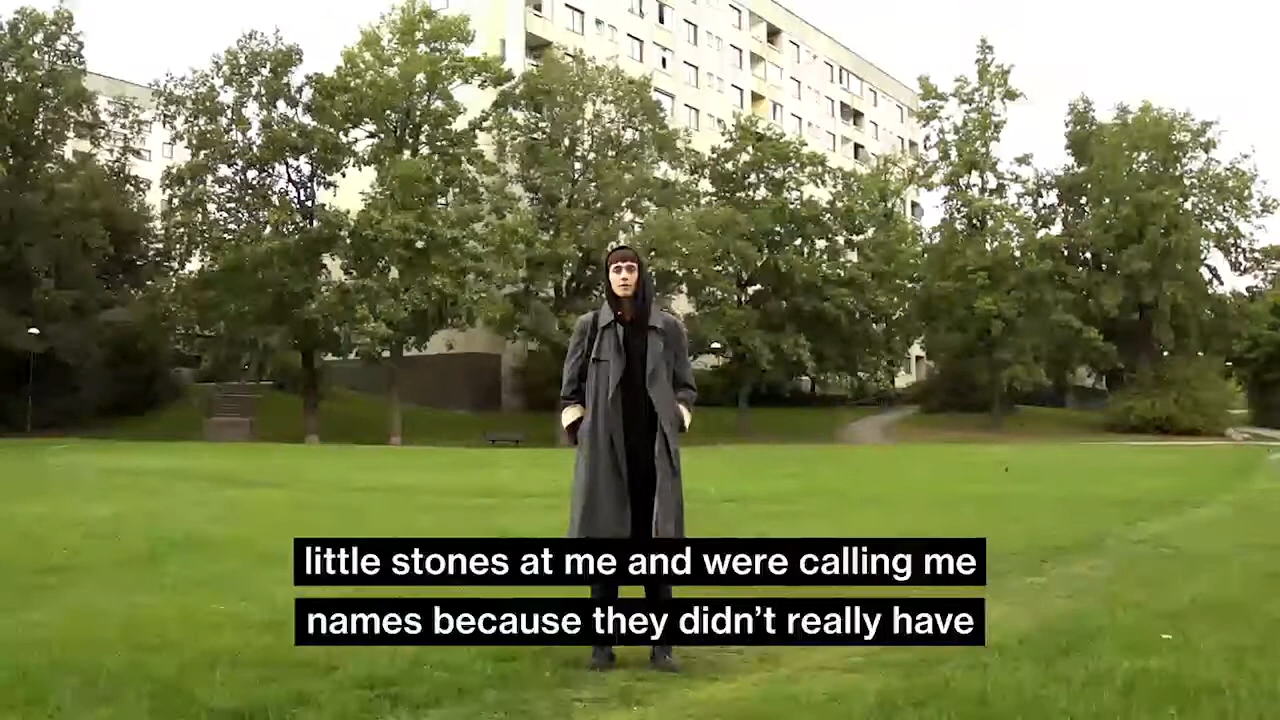 little stones at me and were calling me
names because they didn't really have